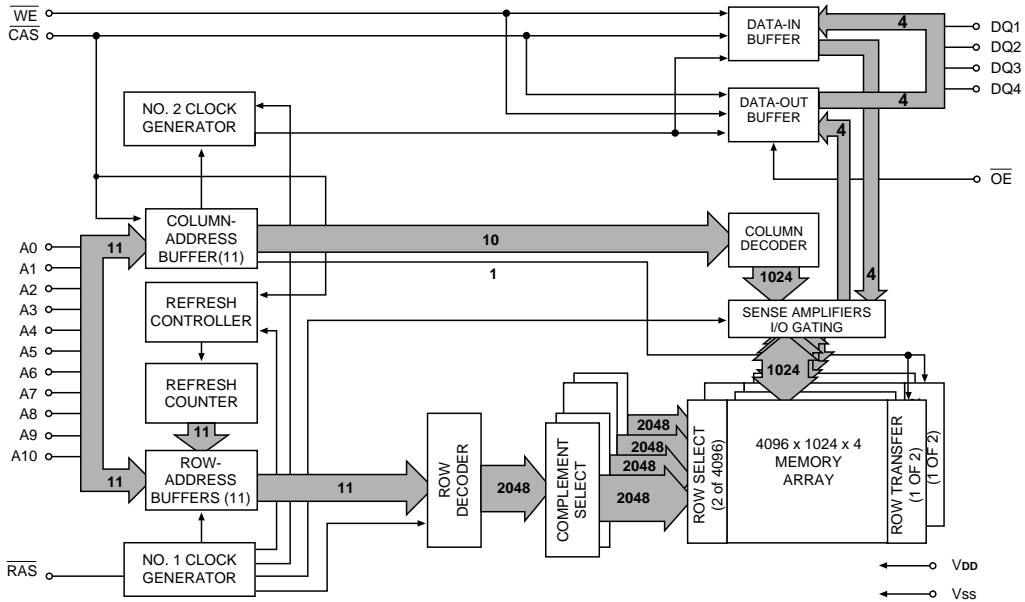 WE
CAS
DATA-IN
BUFFER
4
DQ1
DQ2
DQ3
DQ4
NO. 2 CLOCK
GENERATOR
DATA-OUT
BUFFER
4
4
OE
COLUMN-
ADDRESS
BUFFER(11)
10
COLUMN
DECODER
1
1024
4
A0
A1
A2
A3
A4
A5
A6
A7
A8
A9
A10
11
REFRESH
CONTROLLER
SENSE AMPLIFIERS
I/O GATING
1024
REFRESH
COUNTER
11
11
ROW-
ADDRESS
BUFFERS (11)
11
ROW
DECODER
2048
COMPLEMENT
SELECT
2048
2048
2048
2048
ROW SELECT
(2 of 4096)
4096 x 1024 x 4
MEMORY
ARRAY
ROW TRANSFER
(1 OF 2)
(1 OF 2)
RAS
NO. 1 CLOCK
GENERATOR
VDD
Vss